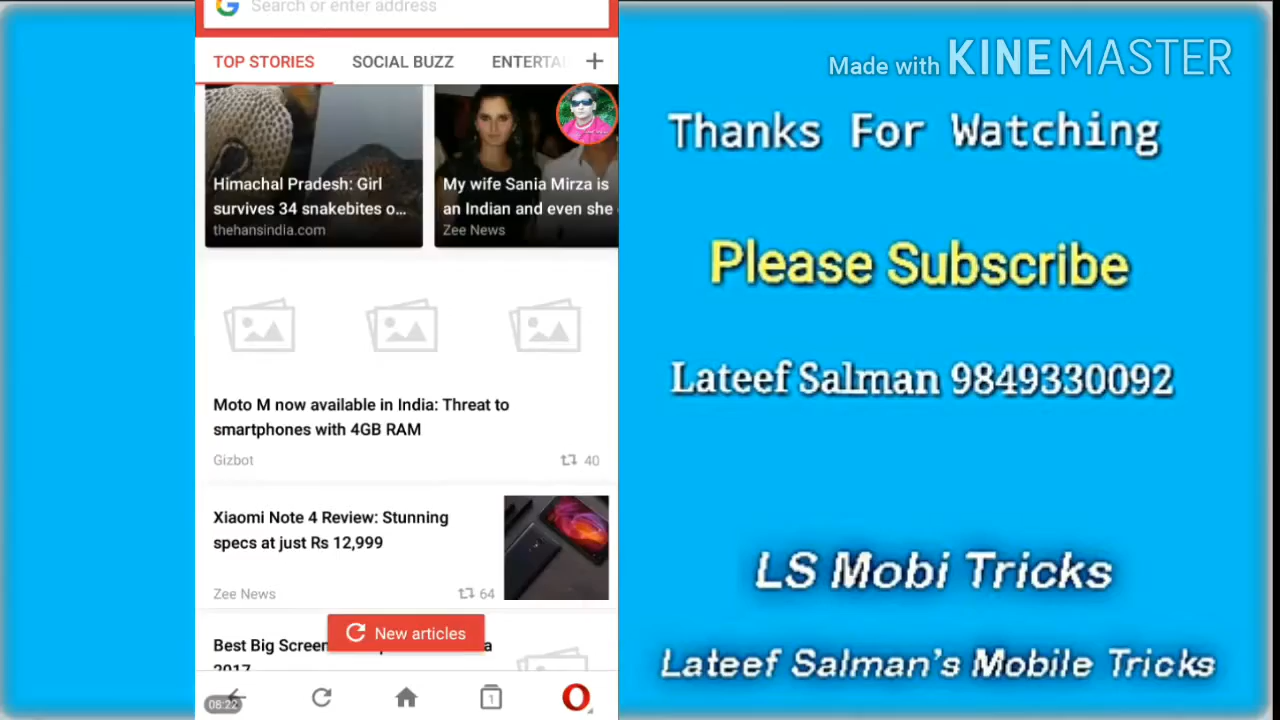 Search or enter address
TOP STORIES
SOCIAL BUZZ
ENTERTA
Himachal Pradesh: Girl
survives 34 snakebites o...
thehansindia.com
My wife Sania Mirza is
an Indian and even she
Zee News
Moto M now available in India: Threat to
smartphones with 4GB RAM
Gizbot
40
Xiaomi Note 4 Review: Stunning
specs at just Rs 12,999
Zee News
64
New articles
Best Big Screen
2017
1
08:22
Made with KINEMASTER
Thanks For Watching
Please Subscribe
Lateef Salman 9849330092
LS Mobi Tricks
Lateef Salman's Mobile Tricks